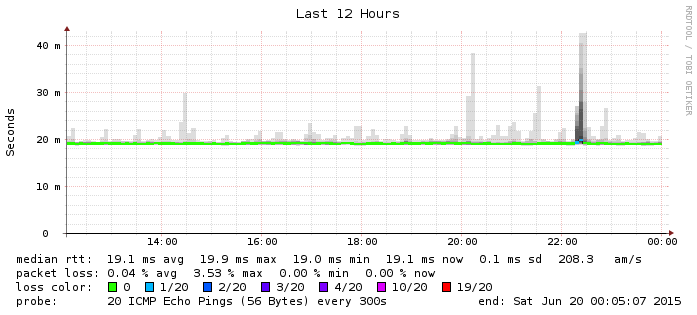 Last 12 Hours
RRDTOOL / TOBI OETIKER
Seconds
40 m
30 m
20 m
10 m
0
14:00 16:00 18:00 20:00 22:00 00:00
median rtt: 19.1 ms avg 19.9 ms max 19.0 ms min 19.1 ms now 0.1 ms sd 208.3 am/s
packet loss: 0.04 % avg 3.53 % max 0.00 % min 0.00 % now
loss color: 0 1/20 2/20 3/20 4/20 10/20 19/20
probe: 20 ICMP Echo Pings (56 Bytes) every 300s end: Sat Jun 20 00:05:07 2015